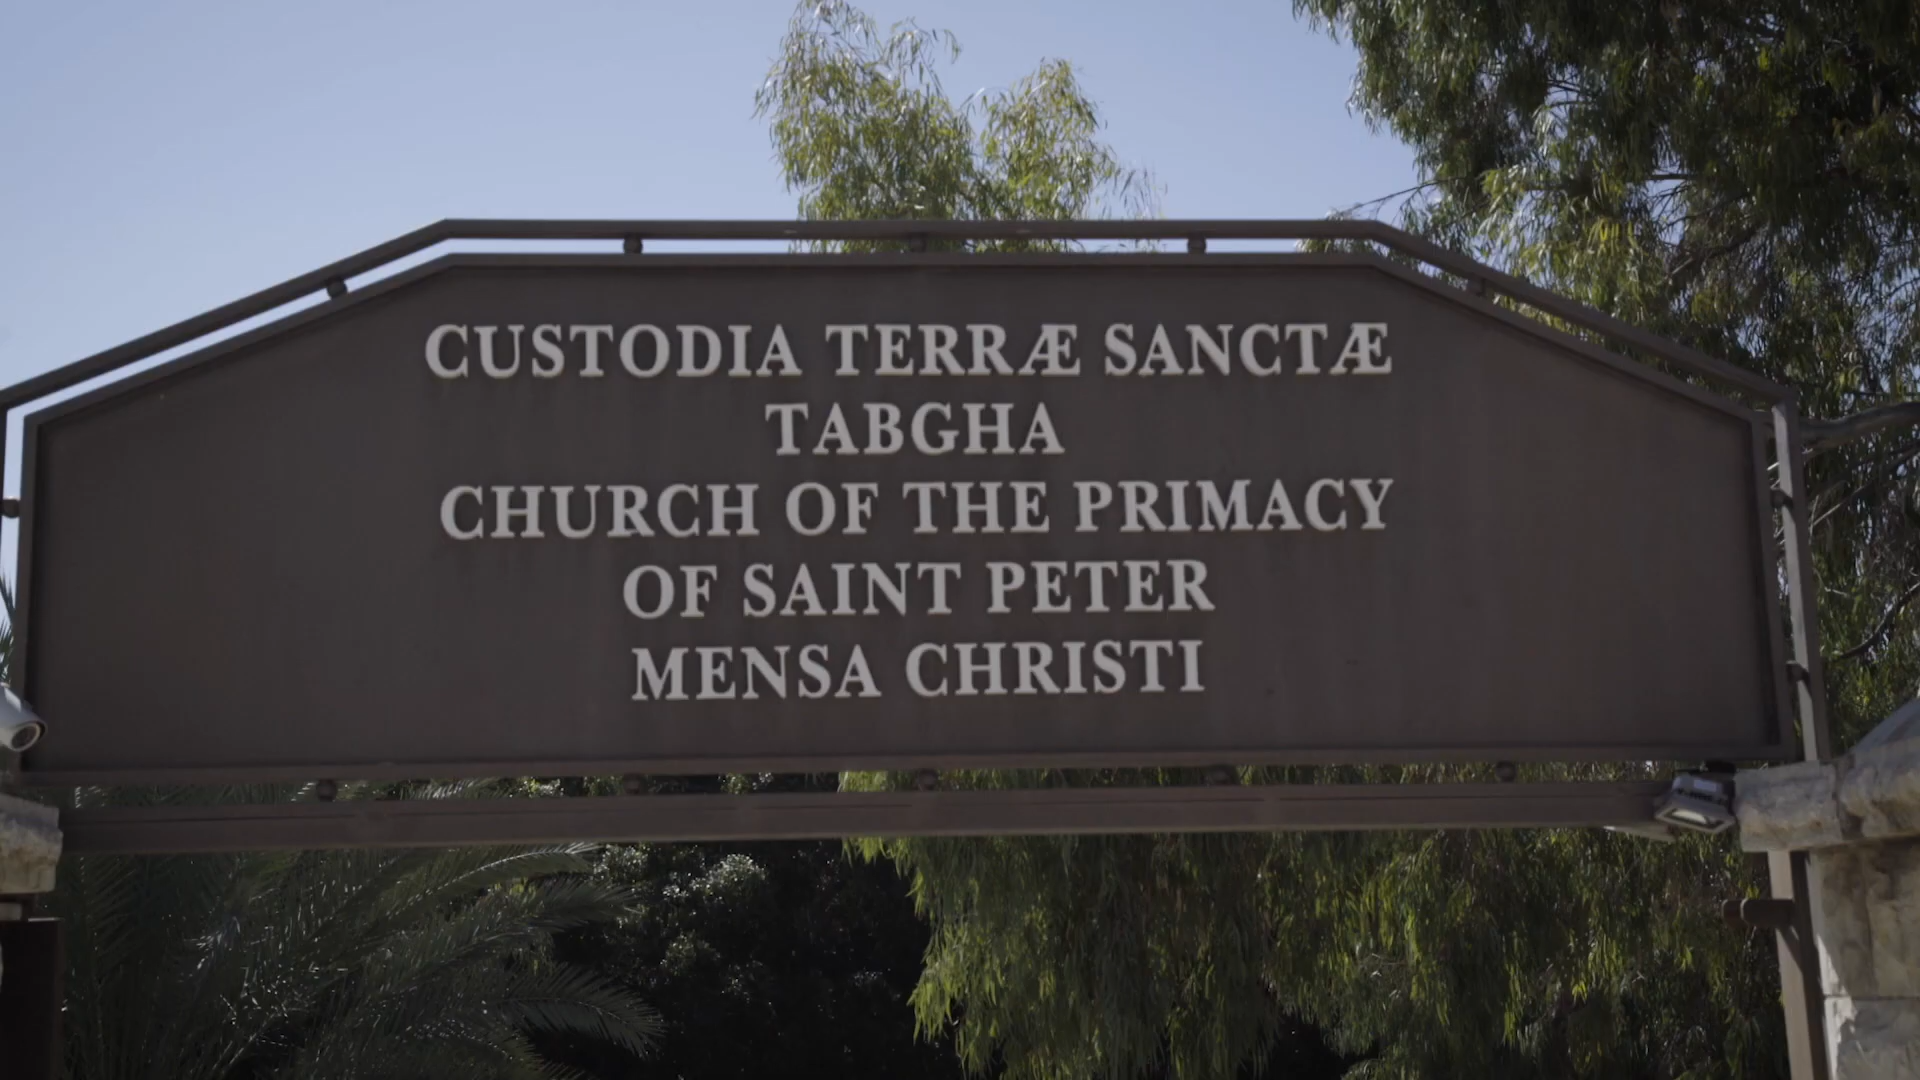 CUSTODIA TERRÆ SANCTÆ
TABGHA
CHURCH OF THE PRIMACY
OF SAINT PETER
MENSA CHRISTI